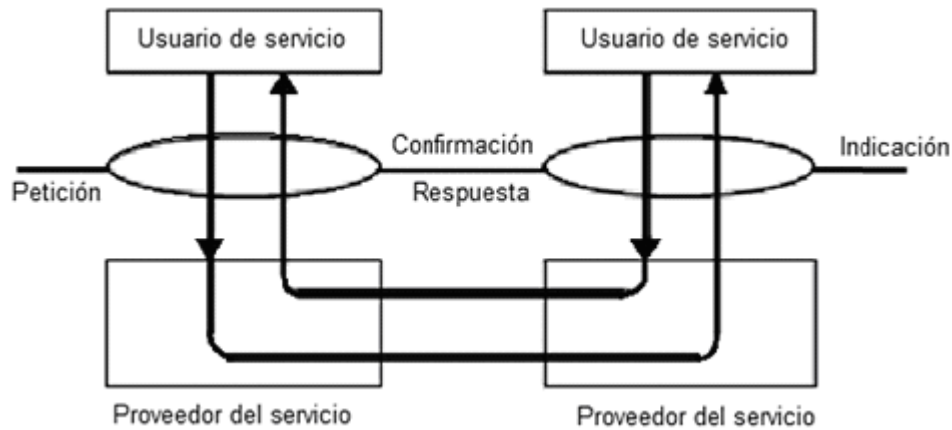 Usuario de servicio
Usuario de servicio
Confirmación
Indicación
Petición
Respuesta
Proveedor del servicio
Proveedor del servicio